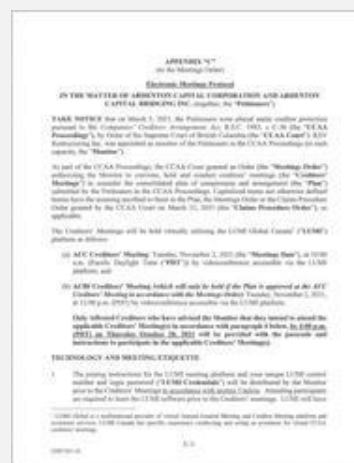 APPENDIX "C"
(to the Meetings Order)
Electronic Meetings Protocol
IN THE MATTER OF ARDENTON CAPITAL CORPORATION AND ARDENTON
CAPITAL BRIDGING INC. (together, the "Petitioners")
TAKE NOTICE that on March 5, 2021, the Petitioners were placed under creditor protection
pursuant to the Companies' Creditors Arrangement Act, R.S.C. 1985, c C-36 (the "CCAA
Proceedings"), by Order of the Supreme Court of British Columbia (the "CCAA Court"). KSV
Restructuring Inc. was appointed as monitor of the Petitioners in the CCAA Proceedings (in such
capacity, the "Monitor").
As part of the CCAA Proceedings, the CCAA Court granted an Order (the "Meetings Order")
authorizing the Monitor to convene, hold and conduct creditors' meetings (the "Creditors'
Meetings") to consider the consolidated plan of compromise and arrangement (the "Plan")
submitted by the Petitioners in the CCAA Proceedings. Capitalized terms not otherwise defined
herein have the meaning ascribed to them in the Plan, the Meetings Order or the Claims Procedure
Order granted by the CCAA Court on March 31, 2021 (the "Claims Procedure Order"), as
applicable.
The Creditors' Meetings will be held virtually utilizing the LUMI Global Canada¹ ("LUMI")
platform as follows:
(a) ACC Creditors' Meeting: Tuesday, November 2, 2021 (the "Meetings Date"), at 10:00
a.m. (Pacific Daylight Time ("PDT")) by videoconference accessible via the LUMI
platform; and
(b) ACBI Creditors' Meeting (which will only be held if the Plan is approved at the ACC
Creditors' Meeting in accordance with the Meetings Order): Tuesday, November 2, 2021,
at 11:00 a.m. (PDT) by videoconference accessible via the LUMI platform.
Only Affected Creditors who have advised the Monitor that they intend to attend the
applicable Creditors' Meeting(s) in accordance with paragraph 4 below, by 4:00 p.m.
(PDT) on Thursday, October 28, 2021 will be provided with the passwords and
instructions to participate in the applicable Creditors' Meeting(s).
TECHNOLOGY AND MEETING ETIQUETTE
1 The joining instructions for the LUMI meeting platform and your unique LUMI control
number and login password ("LUMI Credentials") will be distributed by the Monitor
prior to the Creditors' Meetings in accordance with section 5 below. Attending participants
are required to learn the LUMI software prior to the Creditors' meetings. LUMI will have